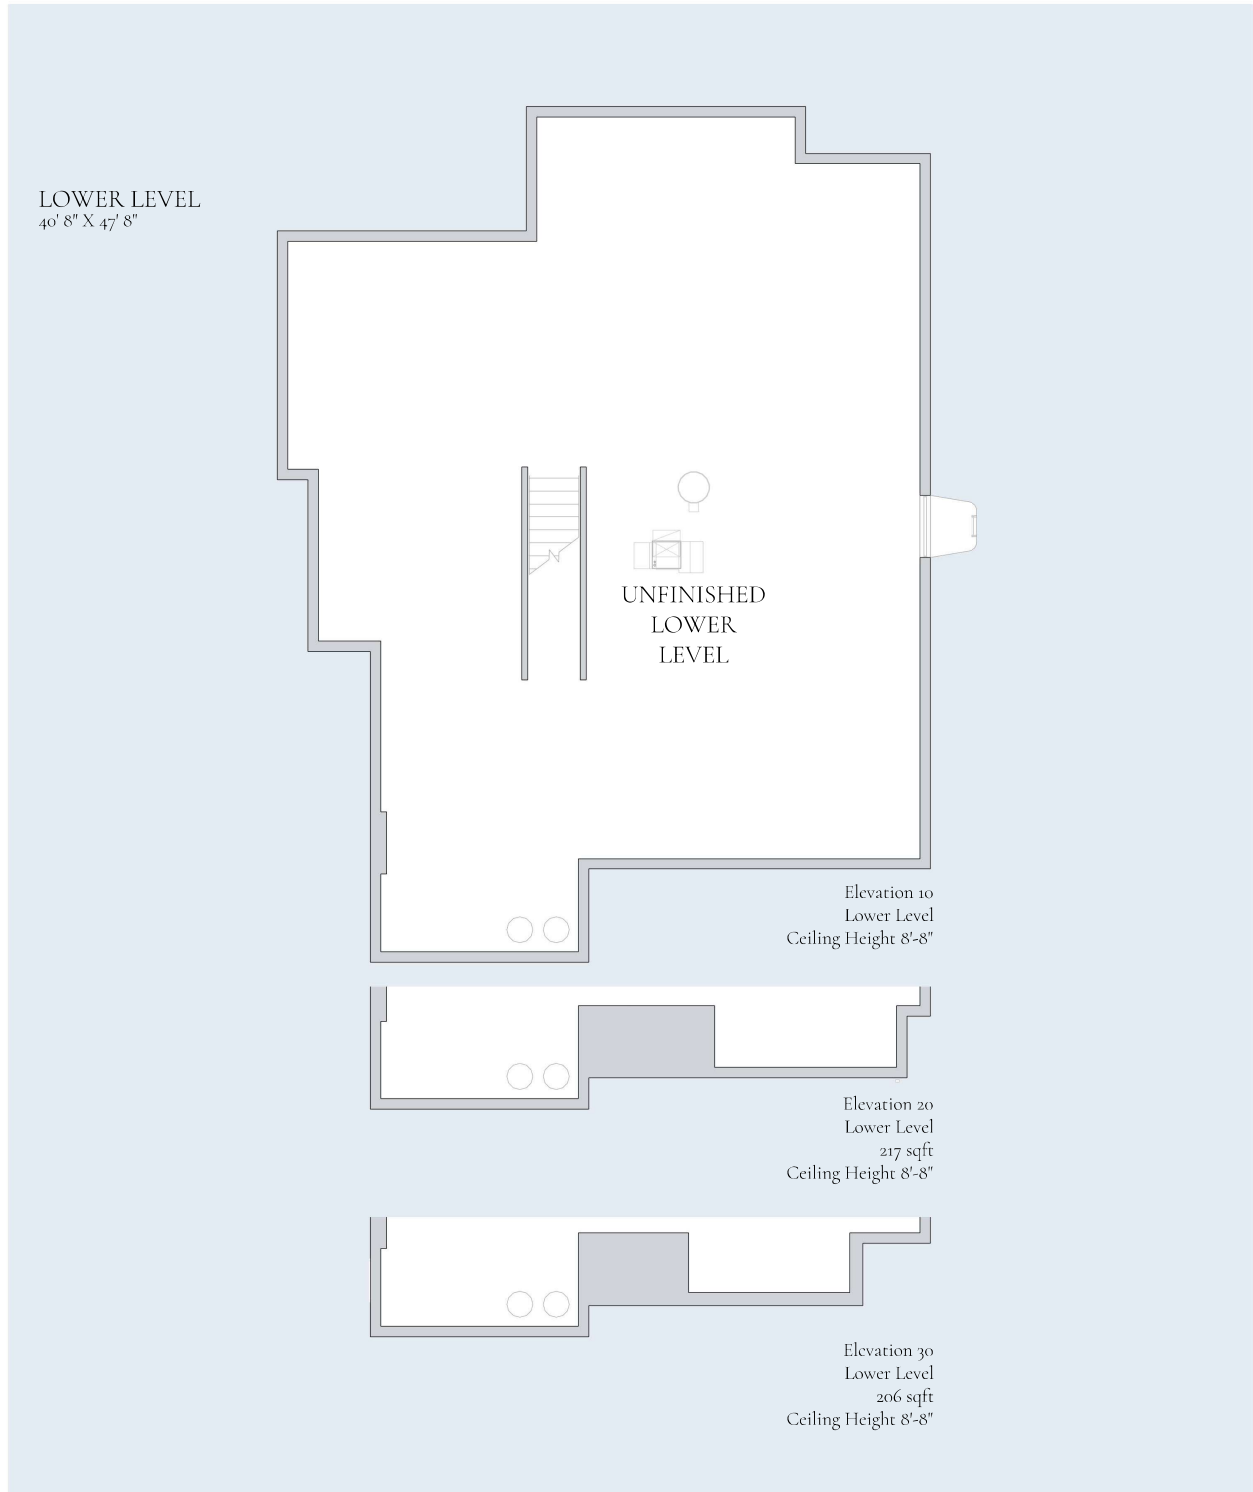 LOWER LEVEL
40' 8" X 47' 8"
UNFINISHED
LOWER
LEVEL
Elevation 10
Lower Level
Ceiling Height 8'-8"
Elevation 20
Lower Level
217 sqft
Ceiling Height 8'-8"
Elevation 30
Lower Level
206 sqft
Ceiling Height 8'-8"